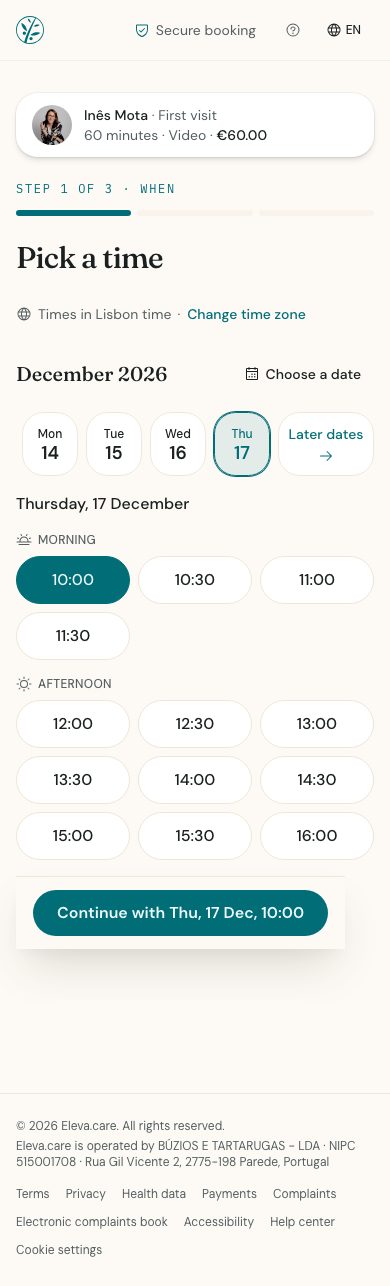 Secure booking
EN
Inês Mota · First visit
60 minutes · Video · €60.00
STEP 1 OF 3 · WHEN
Pick a time
Times in Lisbon time · Change time zone
December 2026
Choose a date
Mon
14
Tue
15
Wed
16
Thu
17
Later dates
→
Thursday, 17 December
MORNING
10:00
10:30
11:00
11:30
AFTERNOON
12:00
12:30
13:00
13:30
14:00
14:30
15:00
15:30
16:00
Continue with Thu, 17 Dec, 10:00
© 2026 Eleva.care. All rights reserved.
Eleva.care is operated by BÚZIOS E TARTARUGAS - LDA · NIPC
515001708 · Rua Gil Vicente 2, 2775-198 Parede, Portugal
Terms
Privacy
Health data
Payments
Complaints
Electronic complaints book
Accessibility
Help center
Cookie settings